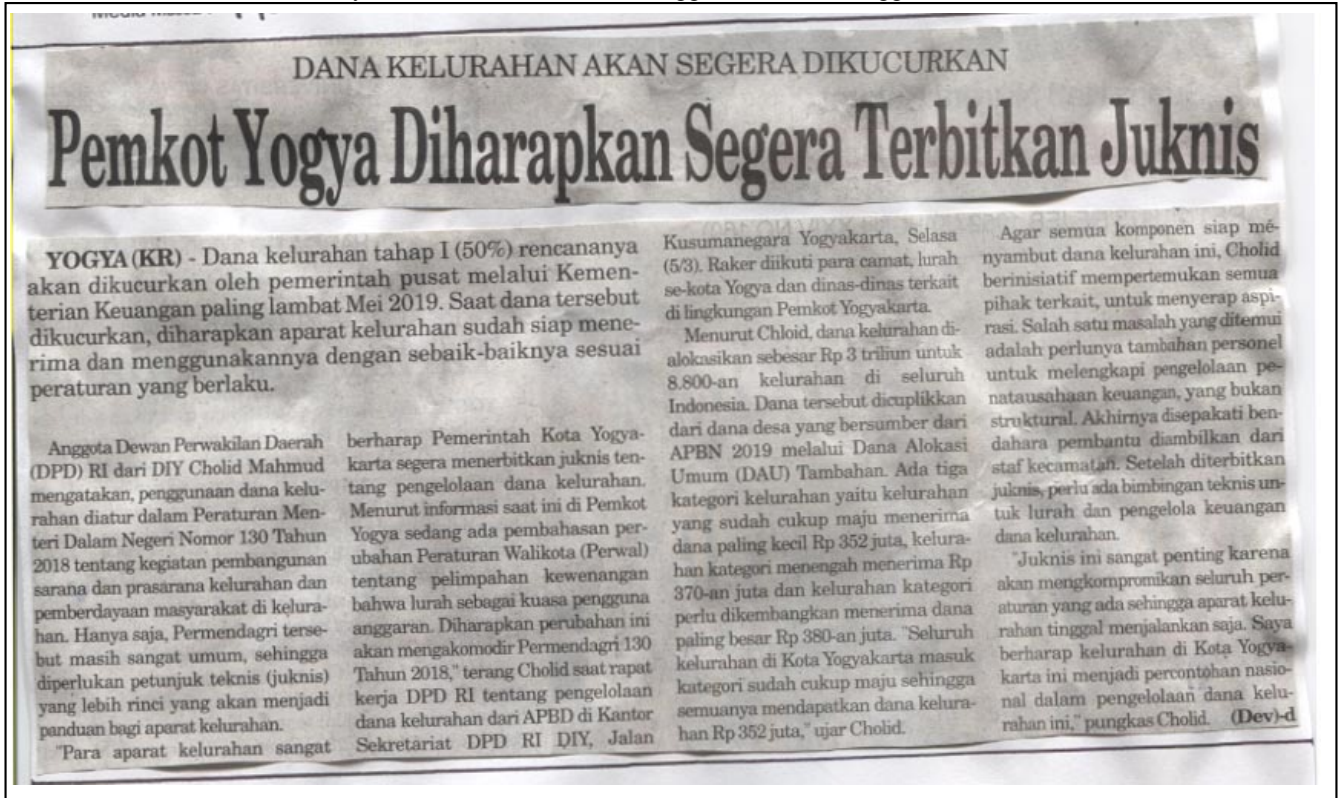 DANA KELURAHAN AKAN SEGERA DIKUCURKAN
Pemkot Yogya Diharapkan Segera Terbitkan Juknis
YOGYA (KR) - Dana kelurahan tahap I (50%) rencananya
akan dikucurkan oleh pemerintah pusat melalui Kemen-
terian Keuangan paling lambat Mei 2019. Saat dana tersebut
dikucurkan, diharapkan aparat kelurahan sudah siap mene-
rima dan menggunakannya dengan sebaik-baiknya sesuai
peraturan yang berlaku.
Anggota Dewan Perwakilan Daerah
(DPD) RI dari DIY Cholid Mahmud
mengatakan, penggunaan dana kelu-
rahan diatur dalam Peraturan Men-
teri Dalam Negeri Nomor 130 Tahun
2018 tentang kegiatan pembangunan
sarana dan prasarana kelurahan dan
pemberdayaan masyarakat di kelura-
han. Hanya saja, Permendagri terse-
but masih sangat umum, sehingga
diperlukan petunjuk teknis (juknis)
yang lebih rinci yang akan menjadi
panduan bagi aparat kelurahan.
"Para aparat kelurahan sangat
berharap Pemerintah Kota Yogya-
karta segera menerbitkan juknis ten-
tang pengelolaan dana kelurahan.
Menurut informasi saat ini di Pemkot
Yogya sedang ada pembahasan per-
ubahan Peraturan Walikota (Perwal)
tentang pelimpahan kewenangan
bahwa lurah sebagai kuasa pengguna
anggaran. Diharapkan perubahan ini
akan mengakomodir Permendagri 130
Tahun 2018," terang Cholid saat rapat
kerja DPD RI tentang pengelolaan
dana kelurahan dari APBD di Kantor
Sekretariat DPD RI DIY, Jalan
Kusumanegara Yogyakarta, Selasa
(5/3). Raker diikuti para camat, lurah
se-kota Yogya dan dinas-dinas terkait
di lingkungan Pemkot Yogyakarta.
Menurut Chloid, dana kelurahan di-
alokasikan sebesar Rp 3 triliun untuk
8.800-an kelurahan di seluruh
Indonesia. Dana tersebut dicuplikkan
dari dana desa yang bersumber dari
APBN 2019 melalui Dana Alokasi
Umum (DAU) Tambahan. Ada tiga
kategori kelurahan yaitu kelurahan
yang sudah cukup maju menerima
dana paling kecil Rp 352 juta, kelura-
han kategori menengah menerima Rp
370-an juta dan kelurahan kategori
perlu dikembangkan menerima dana
paling besar Rp 380-an juta. "Seluruh
kelurahan di Kota Yogyakarta masuk
kategori sudah cukup maju sehingga
semuanya mendapatkan dana kelura-
han Rp 352 juta," ujar Cholid.
Agar semua komponen siap me-
nyambut dana kelurahan ini, Cholid
berinisiatif mempertemukan semua
pihak terkait, untuk menyerap aspi-
rasi. Salah satu masalah yang ditemui
adalah perlunya tambahan personel
untuk melengkapi pengelolaan pe-
natausahaan keuangan, yang bukan
struktural. Akhirnya disepakati ben-
dahara pembantu diambilkan dari
staf kecamatan. Setelah diterbitkan
juknis, perlu ada bimbingan teknis un-
tuk lurah dan pengelola keuangan
dana kelurahan.
"Juknis ini sangat penting karena
akan mengkompromikan seluruh per-
aturan yang ada sehingga aparat kelu-
rahan tinggal menjalankan saja. Saya
berharap kelurahan di Kota Yogya-
karta ini menjadi percontohan nasio-
nal dalam pengelolaan dana kelu-
rahan ini," pungkas Cholid. (Dev)-d